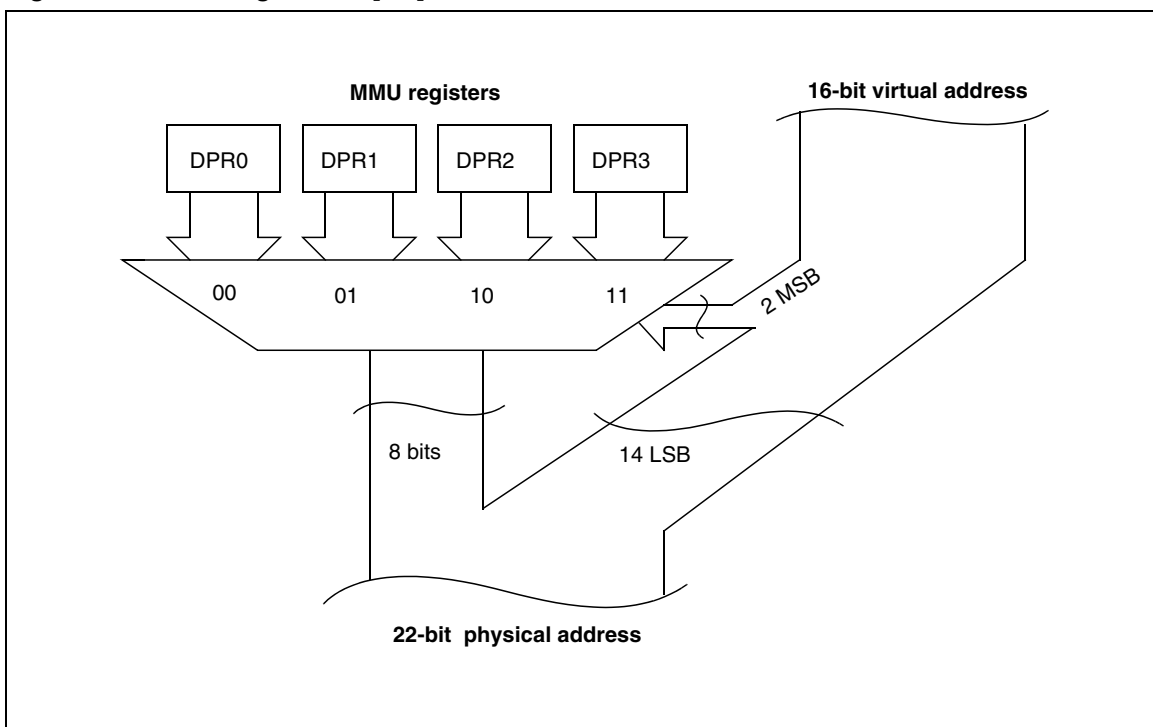 MMU registers
16-bit virtual address
DPR0 DPR1 DPR2 DPR3
00 01 10 11
2 MSB
8 bits
14 LSB
22-bit physical address